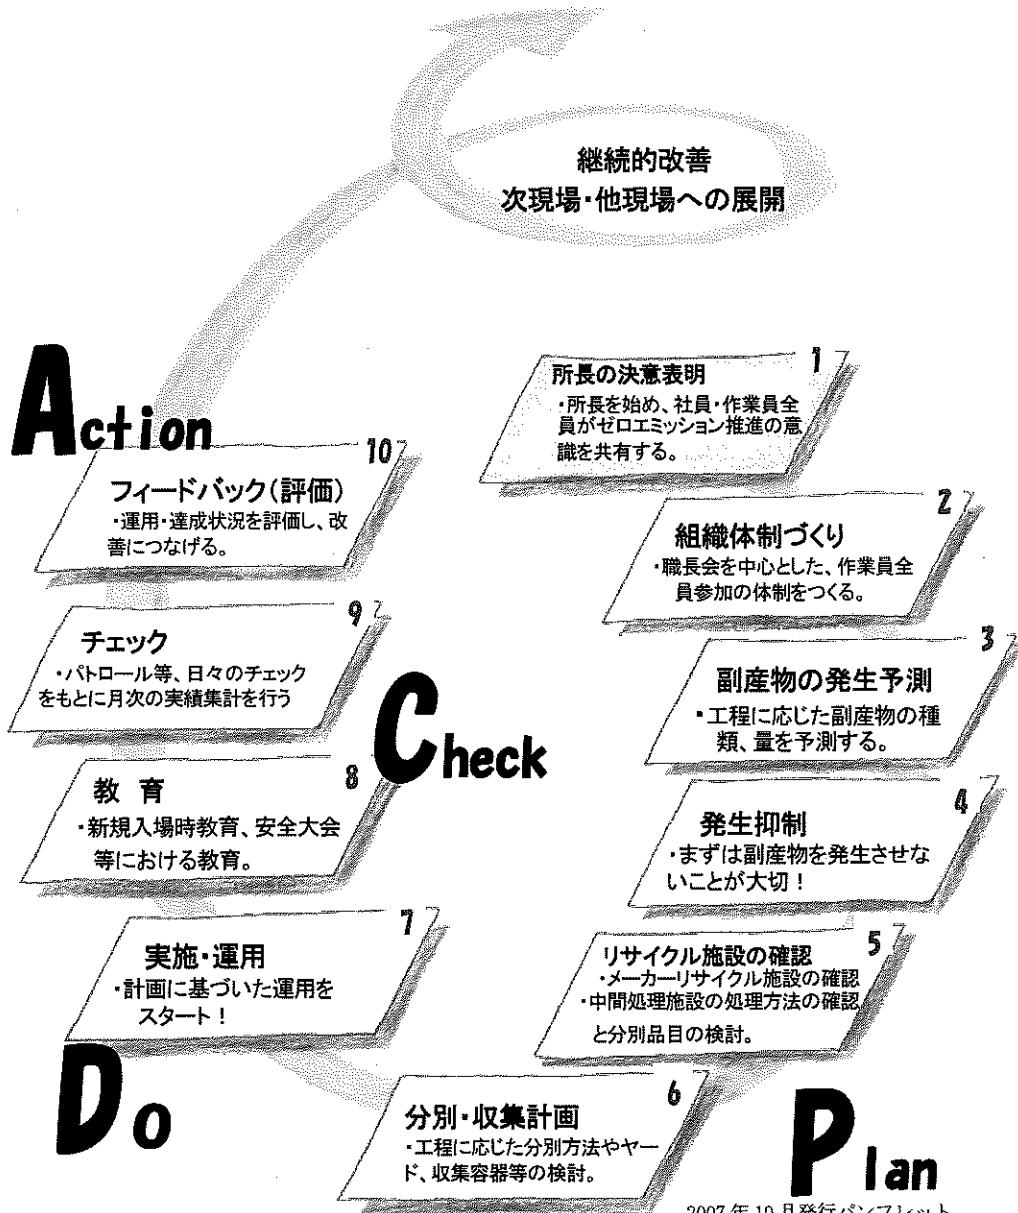 継続的改善
次現場・他現場への展開
Action
Check
Do
Plan
1
所長の決意表明
・所長を始め、社員・作業員全
員がゼロエミッション推進の意
識を共有する。
2
組織体制づくり
・職長会を中心とした、作業員全
員参加の体制をつくる。
3
副産物の発生予測
・工程に応じた副産物の種
類、量を予測する。
4
発生抑制
・まずは副産物を発生させな
いことが大切！
5
リサイクル施設の確認
・メーカーリサイクル施設の確認
・中間処理施設の処理方法の確認
と分別品目の検討。
6
分別・収集計画
・工程に応じた分別方法やヤー
ド、収集容器等の検討。
7
実施・運用
・計画に基づいた運用を
スタート！
8
教 育
・新規入場時教育、安全大会
等における教育。
9
チェック
・パトロール等、日々のチェック
をもとに月次の実績集計を行う
10
フィードバック（評価）
・運用・達成状況を評価し、改
善につなげる。
2007年10月発行パンフレット